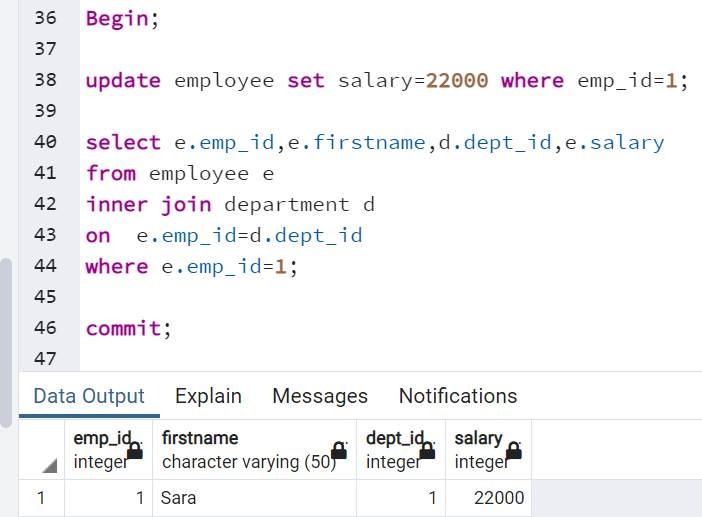 36 Begin;
37
38 update employee set salary=22000 where emp_id=1;
39
40 select e.emp_id,e.firstname,d.dept_id,e.salary
41 from employee e
42 inner join department d
43 on  e.emp_id=d.dept_id
44 where e.emp_id=1;
45
46 commit;
47
Data Output Explain Messages Notifications
emp_id firstname dept_id salary
integer character varying (50) integer integer
1 1 Sara 1 22000